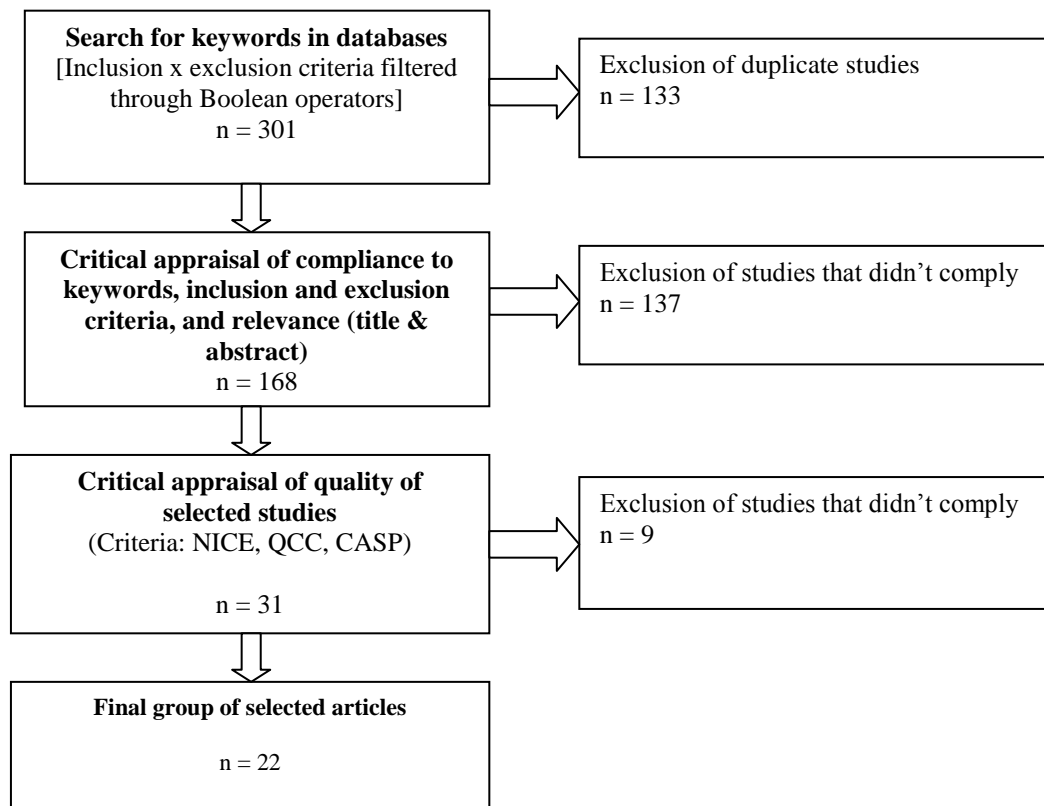 Search for keywords in databases
[Inclusion x exclusion criteria filtered
through Boolean operators]
n = 301
Exclusion of duplicate studies
n = 133
Critical appraisal of compliance to
keywords, inclusion and exclusion
criteria, and relevance (title &
abstract)
n = 168
Exclusion of studies that didn’t comply
n = 137
Critical appraisal of quality of
selected studies
(Criteria: NICE, QCC, CASP)
n = 31
Exclusion of studies that didn’t comply
n = 9
Final group of selected articles
n = 22